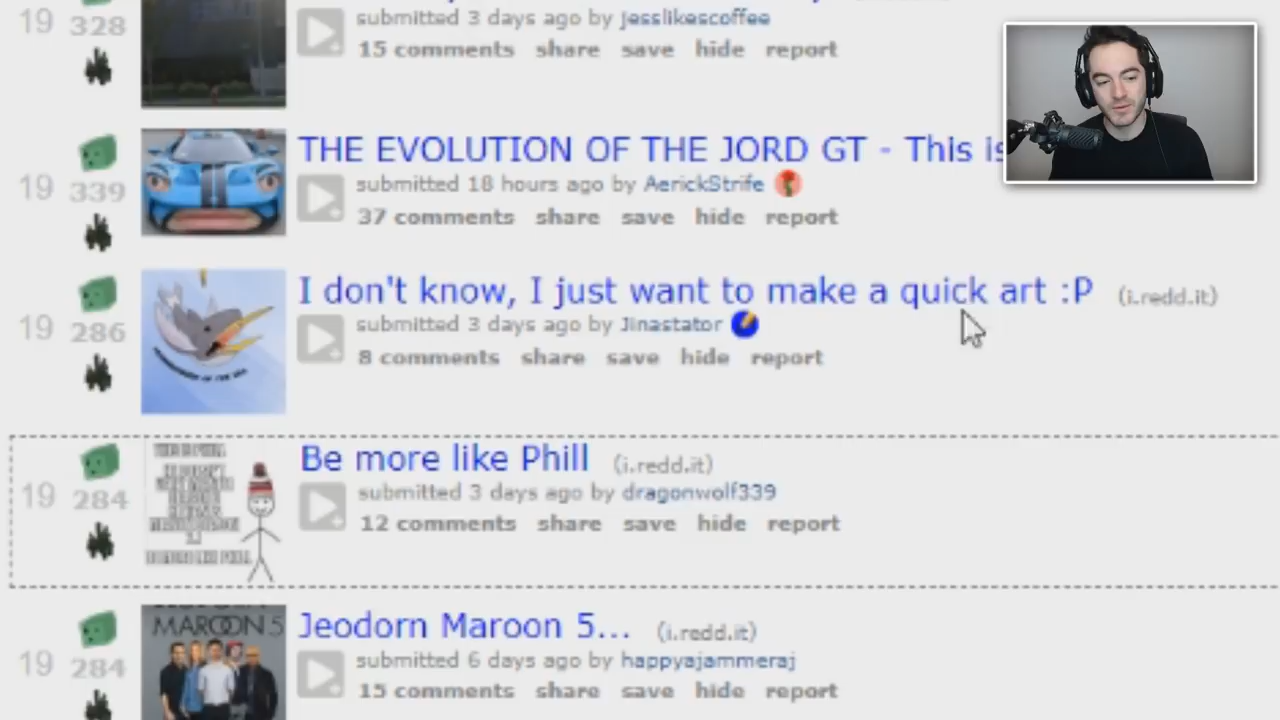 19
328
submitted 3 days ago by jesslikescoffee
15 comments share save hide report
THE EVOLUTION OF THE JORD GT - This is
19
339
submitted 18 hours ago by AerickStrife
37 comments share save hide report
I don't know, I just want to make a quick art :P (i.redd.it)
19
286
submitted 3 days ago by Jinastator
8 comments share save hide report
Be more like Phill (i.redd.it)
19
284
submitted 3 days ago by dragonwolf339
12 comments share save hide report
Jeodorn Maroon 5... (i.redd.it)
MAROON 5
19
284
submitted 6 days ago by happyajammeraj
15 comments share save hide report